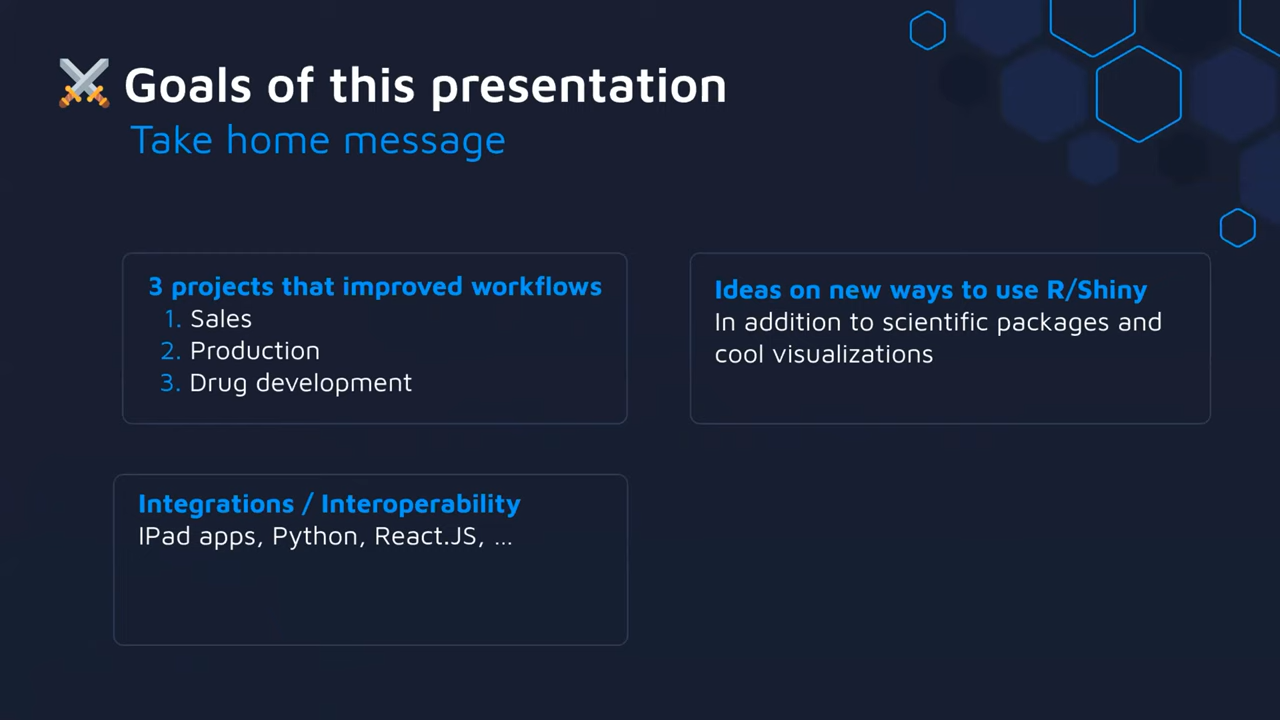 Goals of this presentation
Take home message
3 projects that improved workflows
1. Sales
2. Production
3. Drug development
Ideas on new ways to use R/Shiny
In addition to scientific packages and
cool visualizations
Integrations / Interoperability
IPad apps, Python, React.JS, ...